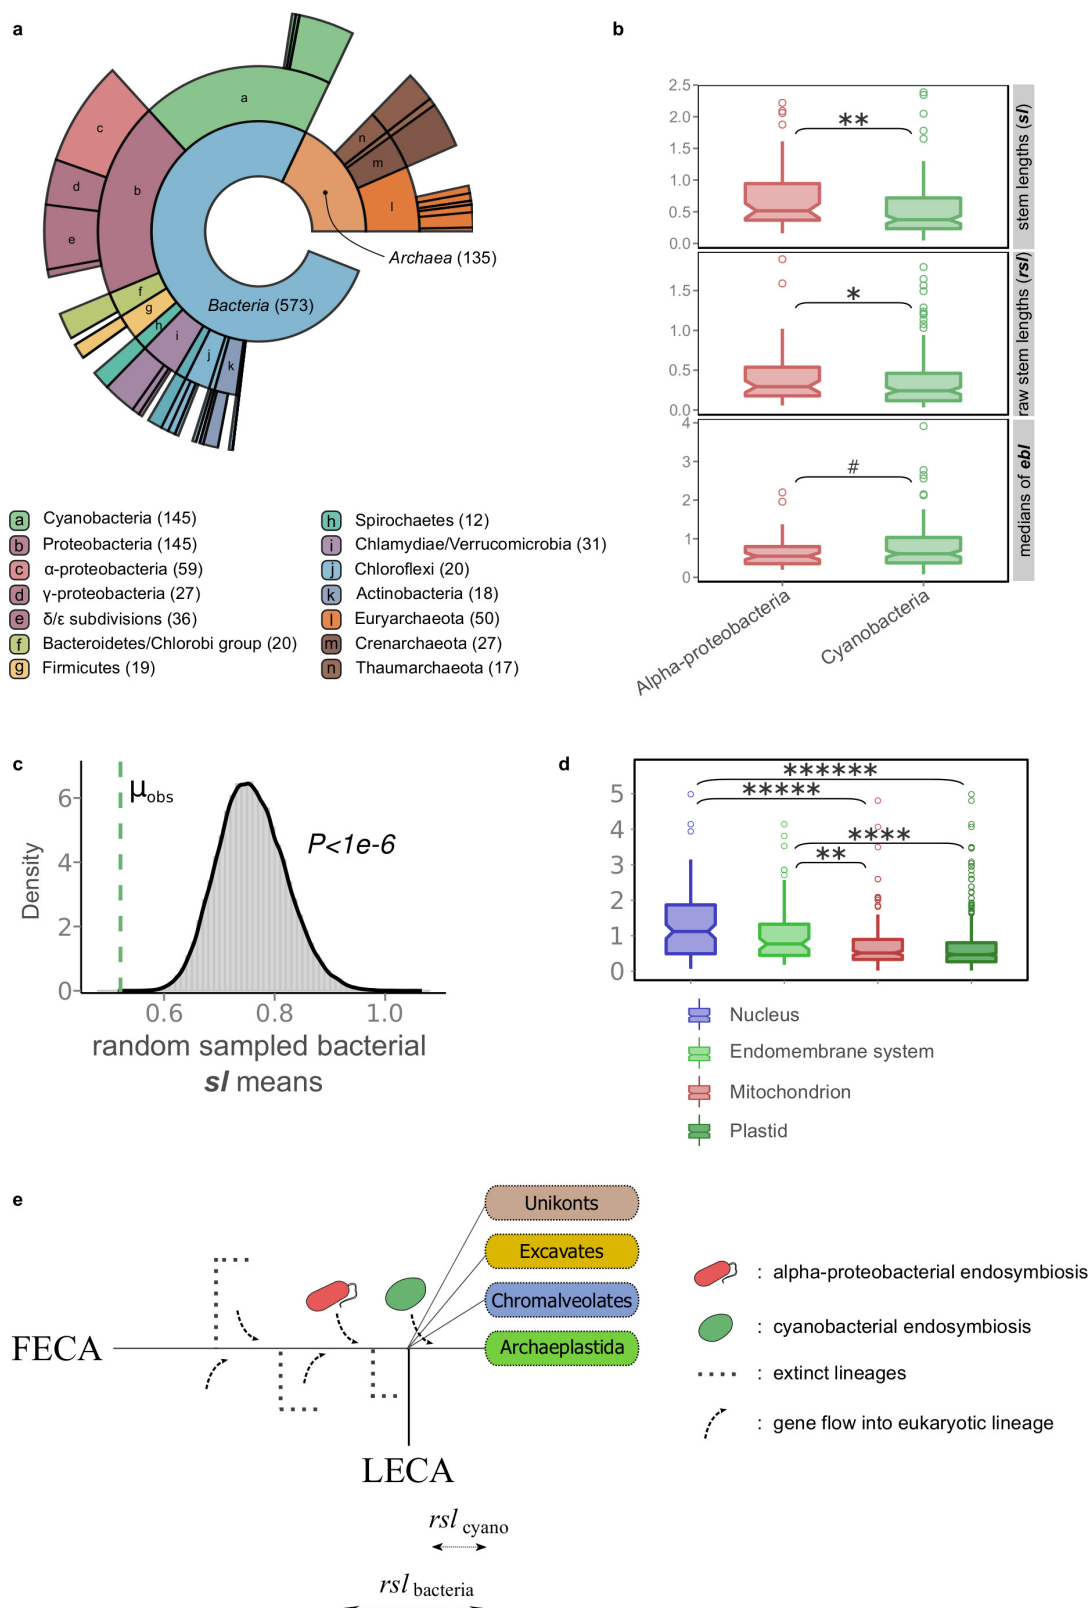 a
b
a
b
c
d
e
f
g
h
i
j
k
l
m
n
Archaea (135)
Bacteria (573)
a Cyanobacteria (145)
b Proteobacteria (145)
c α-proteobacteria (59)
d γ-proteobacteria (27)
e δ/ε subdivisions (36)
f Bacteroidetes/Chlorobi group (20)
g Firmicutes (19)
h Spirochaetes (12)
i Chlamydiae/Verrucomicrobia (31)
j Chloroflexi (20)
k Actinobacteria (18)
l Euryarchaeota (50)
m Crenarchaeota (27)
n Thaumarchaeota (17)
2.5
2.0
1.5
1.0
0.5
0.0
**
stem lengths (sl)
1.5
1.0
0.5
0.0
*
raw stem lengths (rsl)
4
3
2
1
0
#
medians of ebl
Alpha-proteobacteria
Cyanobacteria
c
μobs
P<1e-6
Density
6
4
2
0
0.6 0.8 1.0
random sampled bacterial
sl means
d
5
4
3
2
1
0
******
*****
****
**
Nucleus
Endomembrane system
Mitochondrion
Plastid
e
Unikonts
Excavates
Chromalveolates
Archaeplastida
FECA
LECA
rsl cyano
rsl bacteria
: alpha-proteobacterial endosymbiosis
: cyanobacterial endosymbiosis
: extinct lineages
: gene flow into eukaryotic lineage